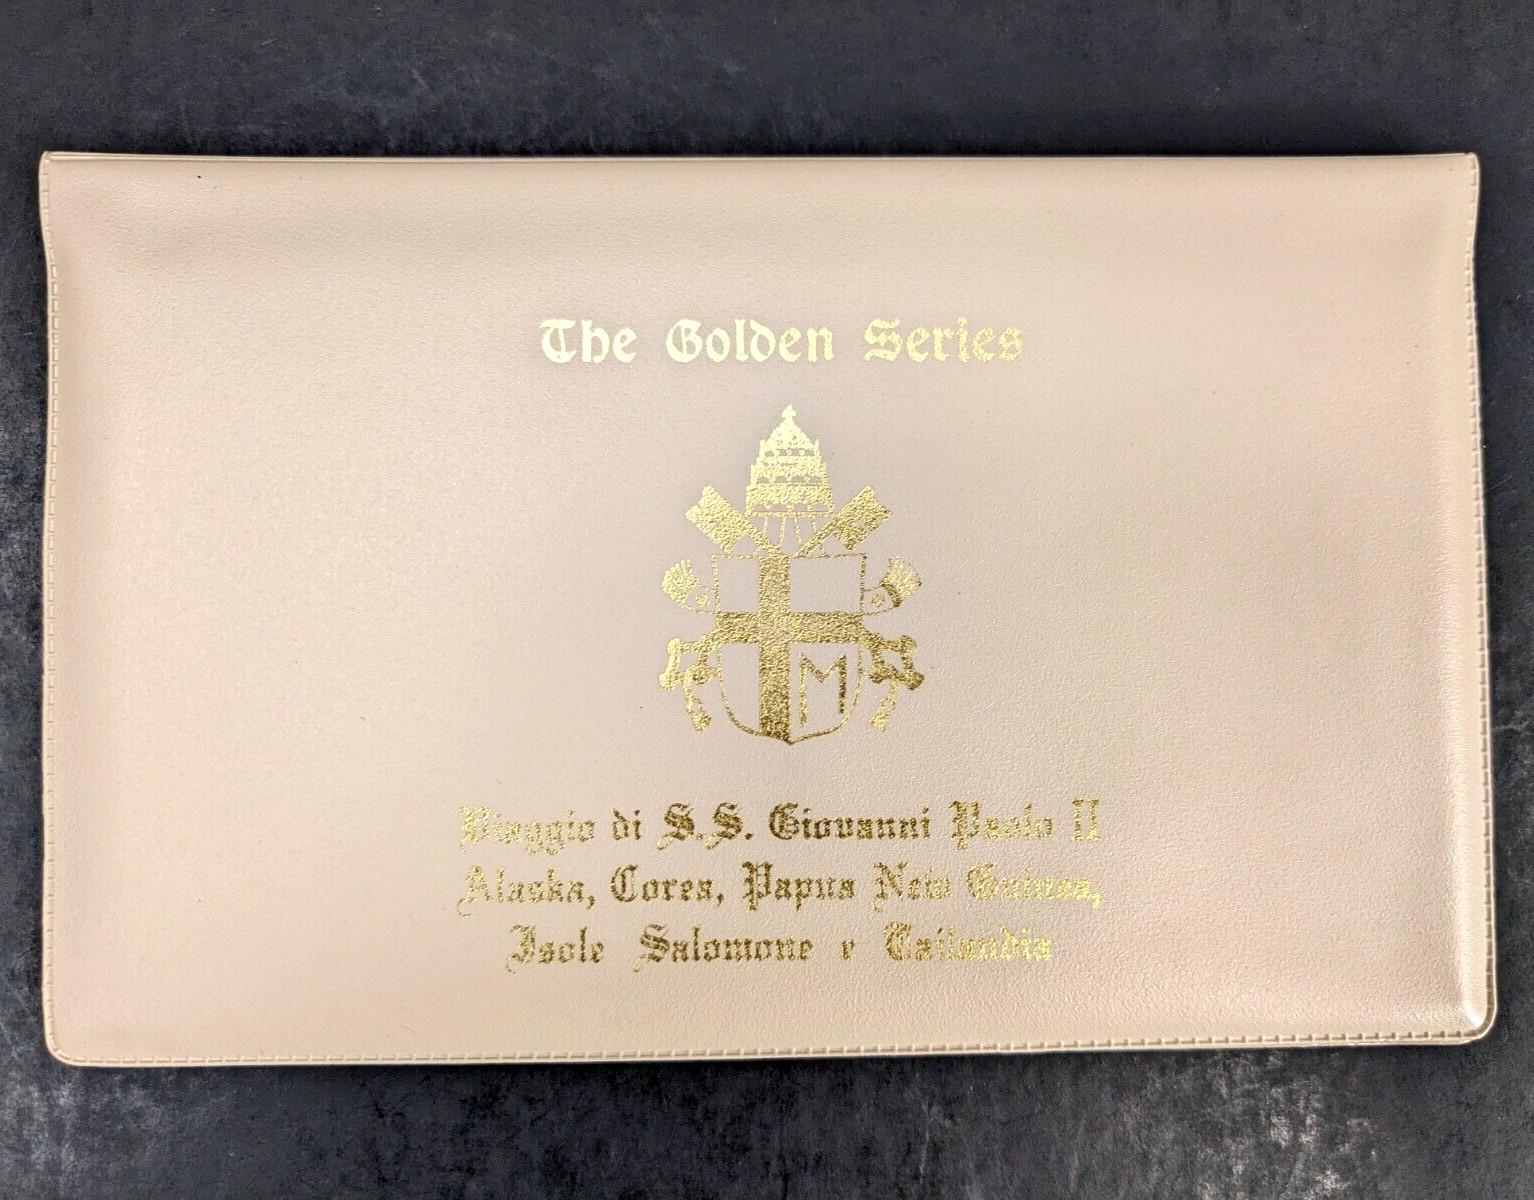 The Golden Series
M
Viaggio di S.S. Giovanni Paolo II
Alaska, Corea, Papua New Guinea,
Isole Salomone e Tailandia